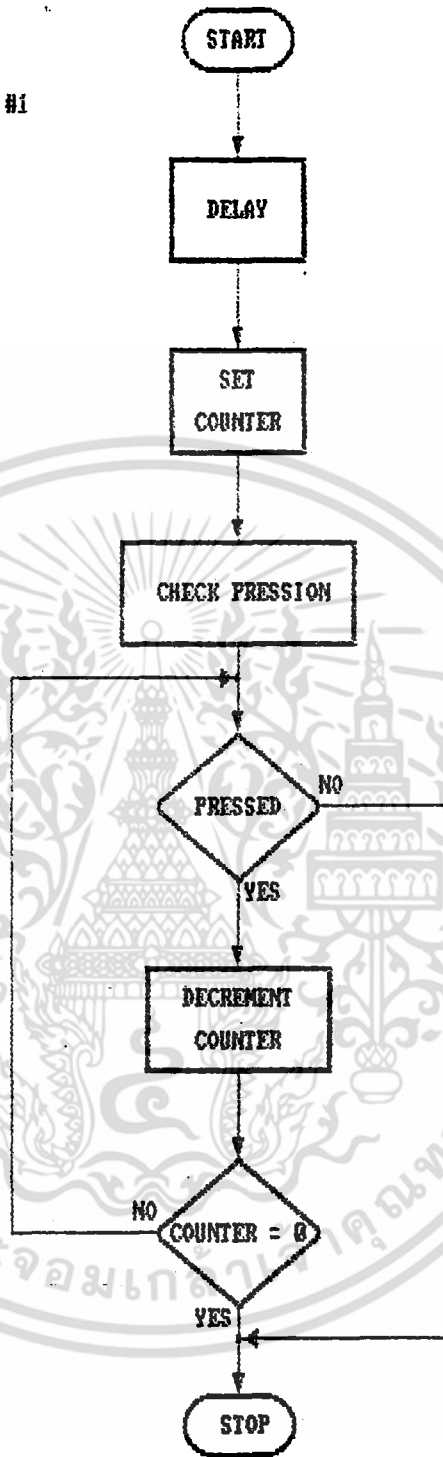 START
#1
DELAY
SET
COUNTER
CHECK PRESSION
PRESSED
NO
YES
DECREMENT
COUNTER
NO
COUNTER = 0
YES
STOP